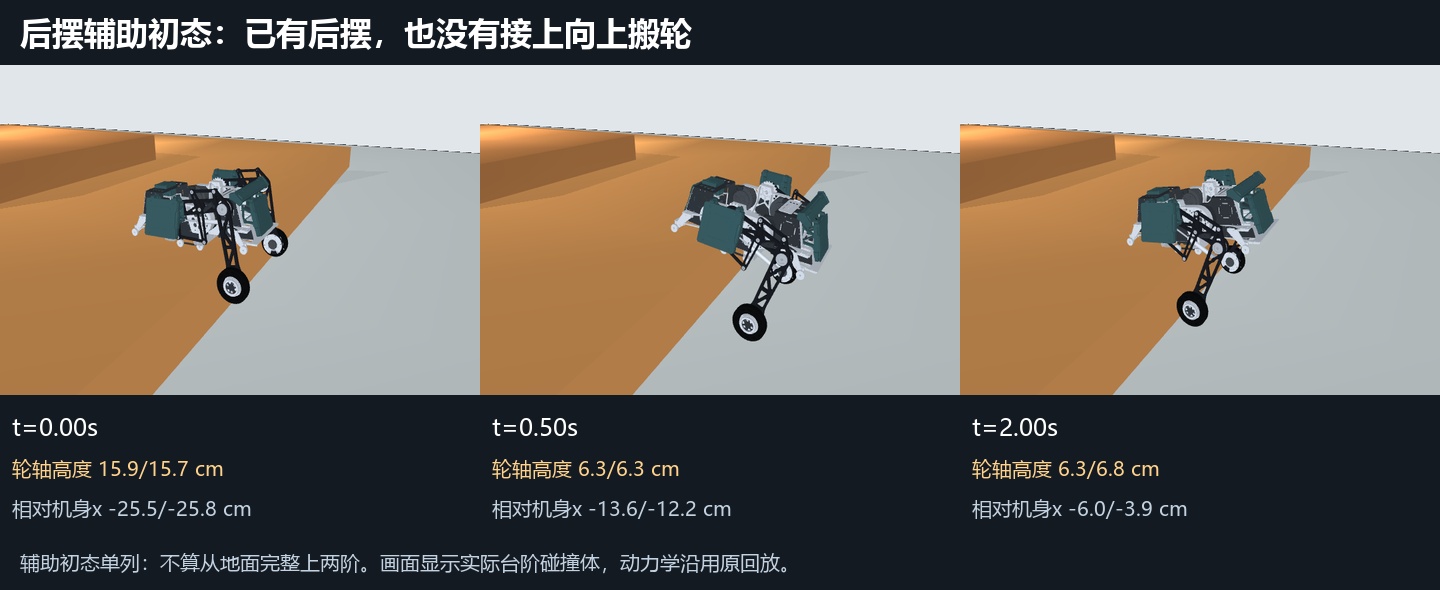 后摆辅助初态：已有后摆，也没有接上向上搬轮
t=0.00s
轮轴高度 15.9/15.7 cm
相对机身x -25.5/-25.8 cm
t=0.50s
轮轴高度 6.3/6.3 cm
相对机身x -13.6/-12.2 cm
t=2.00s
轮轴高度 6.3/6.8 cm
相对机身x -6.0/-3.9 cm
辅助初态单列：不算从地面完整上两阶。画面显示实际台阶碰撞体，动力学沿用原回放。